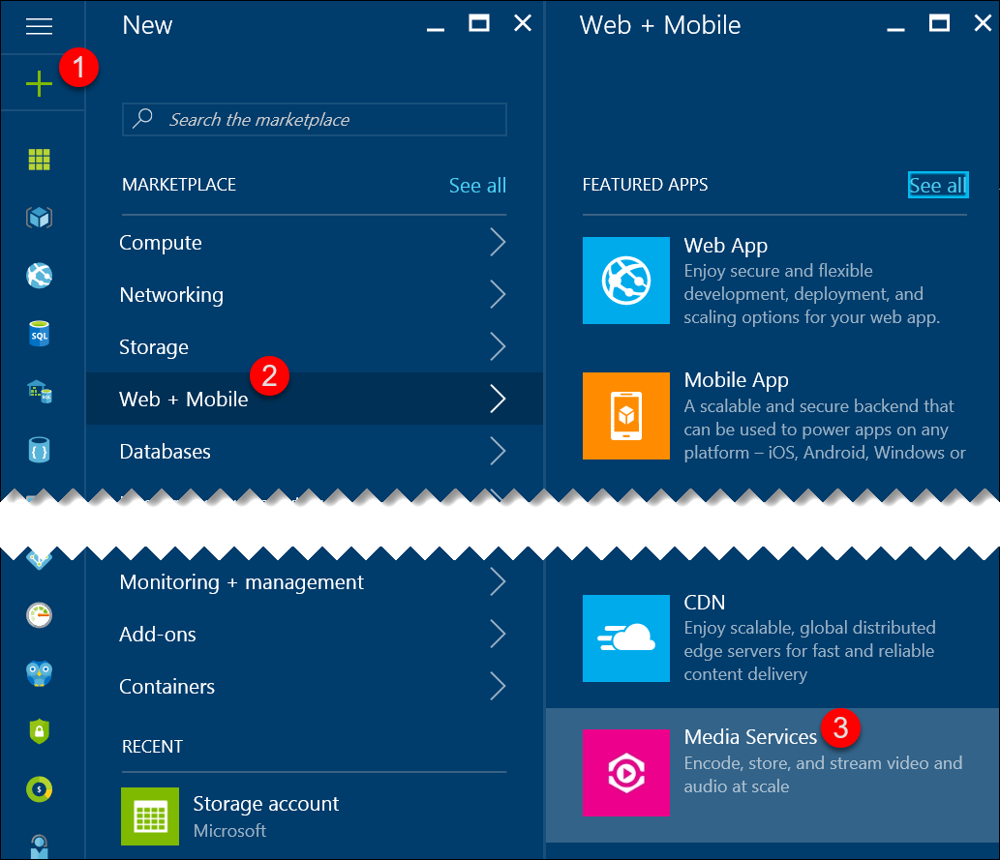 New
1
Search the marketplace
MARKETPLACE
See all
Compute
Networking
Storage
2
Web + Mobile
Databases
Monitoring + management
Add-ons
Containers
RECENT
Storage account
Microsoft
SQL
SQL
{ }
$
Web + Mobile
FEATURED APPS
See all
Web App
Enjoy secure and flexible
development, deployment, and
scaling options for your web app.
Mobile App
A scalable and secure backend that
can be used to power apps on any
platform – iOS, Android, Windows or
CDN
Enjoy scalable, global distributed
edge servers for fast and reliable
content delivery
Media Services
3
Encode, store, and stream video and
audio at scale